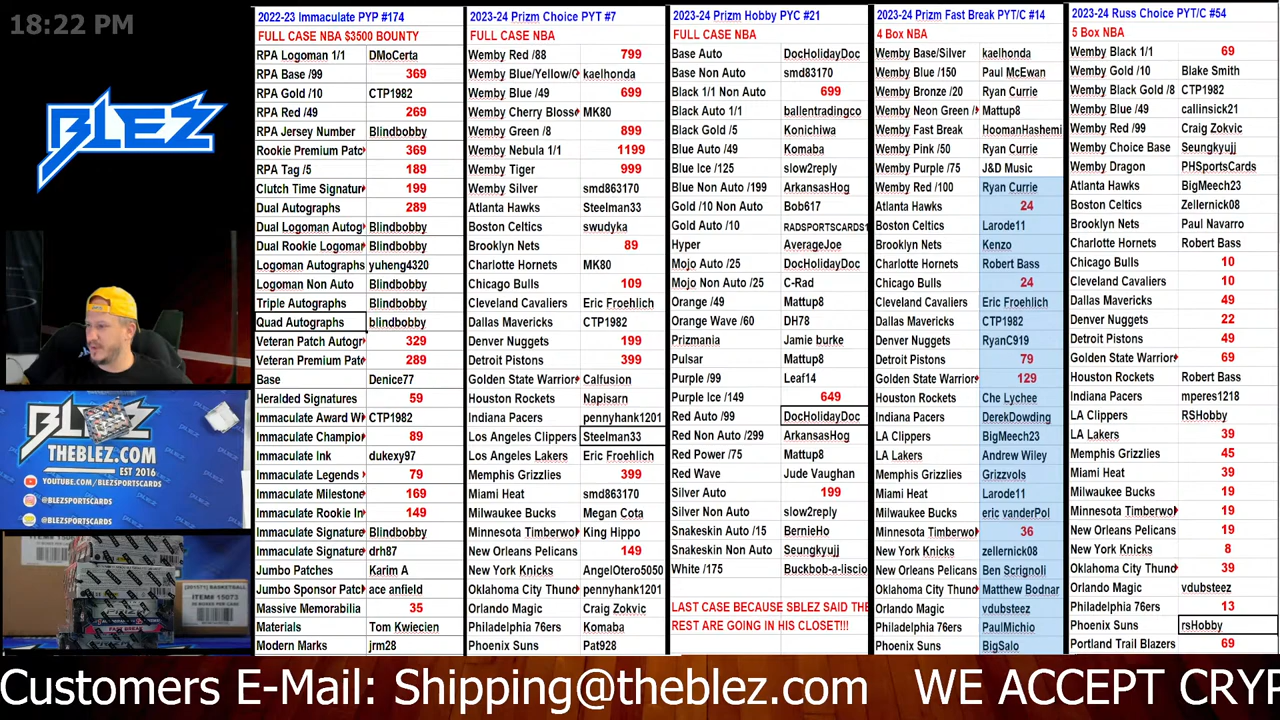 18:22 PM
BLEZ
BLEZ
THEBLEZ.COM
EST 2016
YOUTUBE.COM/BLEZSPORTSCARDS
@BLEZSPORTSCARDS
@BLEZSPORTSCARDS
ITEM# 15073
2022-23 Immaculate PYP #174
FULL CASE NBA $3500 BOUNTY
RPA Logoman 1/1 DMoCerta
RPA Base /99 369
RPA Gold /10 CTP1982
RPA Red /49 269
RPA Jersey Number Blindbobby
Rookie Premium Patc 369
RPA Tag /5 189
Clutch Time Signatur 199
Dual Autographs 289
Dual Logoman Autog Blindbobby
Dual Rookie Logoma Blindbobby
Logoman Autographs yuheng4320
Logoman Non Auto Blindbobby
Triple Autographs Blindbobby
Quad Autographs blindbobby
Veteran Patch Autogr 329
Veteran Premium Pat 289
Base Denice77
Heralded Signatures 59
Immaculate Award W CTP1982
Immaculate Champio 89
Immaculate Ink dukexy97
Immaculate Legends 79
Immaculate Milestone 169
Immaculate Rookie In 149
Immaculate Signature Blindbobby
Immaculate Signature drh87
Jumbo Patches Karim A
Jumbo Sponsor Patc ace anfield
Massive Memorabilia 35
Materials Tom Kwiecien
Modern Marks jrm28
2023-24 Prizm Choice PYT #7
FULL CASE NBA
Wemby Red /88 799
Wemby Blue/Yellow/G kaelhonda
Wemby Blue /49 699
Wemby Cherry Blosso MK80
Wemby Green /8 899
Wemby Nebula 1/1 1199
Wemby Tiger 999
Wemby Silver smd863170
Atlanta Hawks Steelman33
Boston Celtics swudyka
Brooklyn Nets 89
Charlotte Hornets MK80
Chicago Bulls 109
Cleveland Cavaliers Eric Froehlich
Dallas Mavericks CTP1982
Denver Nuggets 199
Detroit Pistons 399
Golden State Warrior Calfusion
Houston Rockets Napisarn
Indiana Pacers pennyhank1201
Los Angeles Clippers Steelman33
Los Angeles Lakers Eric Froehlich
Memphis Grizzlies 399
Miami Heat smd863170
Milwaukee Bucks Megan Cota
Minnesota Timberwo King Hippo
New Orleans Pelicans 149
New York Knicks AngelOtero5050
Oklahoma City Thund pennyhank1201
Orlando Magic Craig Zokvic
Philadelphia 76ers Komaba
Phoenix Suns Pat928
2023-24 Prizm Hobby PYC #21
FULL CASE NBA
Base Auto DocHolidayDoc
Base Non Auto smd83170
Black 1/1 Non Auto 699
Black Auto 1/1 ballentradingco
Black Gold /5 Konichiwa
Blue Auto /49 Komaba
Blue Ice /125 slow2reply
Blue Non Auto /199 ArkansasHog
Gold /10 Non Auto Bob617
Gold Auto /10 RADSPORTSCARDS1
Hyper AverageJoe
Mojo Auto /25 DocHolidayDoc
Mojo Non Auto /25 C-Rad
Orange /49 Mattup8
Orange Wave /60 DH78
Prizmania Jamie burke
Pulsar Mattup8
Purple /99 Leaf14
Purple Ice /149 649
Red Auto /99 DocHolidayDoc
Red Non Auto /299 ArkansasHog
Red Power /75 Mattup8
Red Wave Jude Vaughan
Silver Auto 199
Silver Non Auto slow2reply
Snakeskin Auto /15 BernieHo
Snakeskin Non Auto Seungkyujj
White /175 Buckbob-a-liscio
LAST CASE BECAUSE SBLEZ SAID THE
REST ARE GOING IN HIS CLOSET!!!
2023-24 Prizm Fast Break PYT/C #14
4 Box NBA
Wemby Base/Silver kaelhonda
Wemby Blue /150 Paul McEwan
Wemby Bronze /20 Ryan Currie
Wemby Neon Green / Mattup8
Wemby Fast Break HoomanHashemi
Wemby Pink /50 Ryan Currie
Wemby Purple /75 J&D Music
Wemby Red /100 Ryan Currie
Atlanta Hawks 24
Boston Celtics Larode11
Brooklyn Nets Kenzo
Charlotte Hornets Robert Bass
Chicago Bulls 24
Cleveland Cavaliers Eric Froehlich
Dallas Mavericks CTP1982
Denver Nuggets RyanC919
Detroit Pistons 79
Golden State Warrior 129
Houston Rockets Che Lychee
Indiana Pacers DerekDowding
LA Clippers BigMeech23
LA Lakers Andrew Wiley
Memphis Grizzlies Grizzvols
Miami Heat Larode11
Milwaukee Bucks eric vanderPol
Minnesota Timberwo 36
New York Knicks zellernick08
New Orleans Pelicans Ben Scrignoli
Oklahoma City Thund Matthew Bodnar
Orlando Magic vdubsteez
Philadelphia 76ers PaulMichio
Phoenix Suns BigSalo
2023-24 Russ Choice PYT/C #54
5 Box NBA
Wemby Black 1/1 69
Wemby Gold /10 Blake Smith
Wemby Black Gold /8 CTP1982
Wemby Blue /49 callinsick21
Wemby Red /99 Craig Zokvic
Wemby Choice Base Seungkyujj
Wemby Dragon PHSportsCards
Atlanta Hawks BigMeech23
Boston Celtics Zellernick08
Brooklyn Nets Paul Navarro
Charlotte Hornets Robert Bass
Chicago Bulls 10
Cleveland Cavaliers 10
Dallas Mavericks 49
Denver Nuggets 22
Detroit Pistons 49
Golden State Warrior 69
Houston Rockets Robert Bass
Indiana Pacers mperes1218
LA Clippers RSHobby
LA Lakers 39
Memphis Grizzlies 45
Miami Heat 39
Milwaukee Bucks 19
Minnesota Timberwo 19
New Orleans Pelicans 19
New York Knicks 8
Oklahoma City Thund 39
Orlando Magic vdubsteez
Philadelphia 76ers 13
Phoenix Suns rsHobby
Portland Trail Blazers 69
Customers E-Mail: Shipping@theblez.com WE ACCEPT CRYP